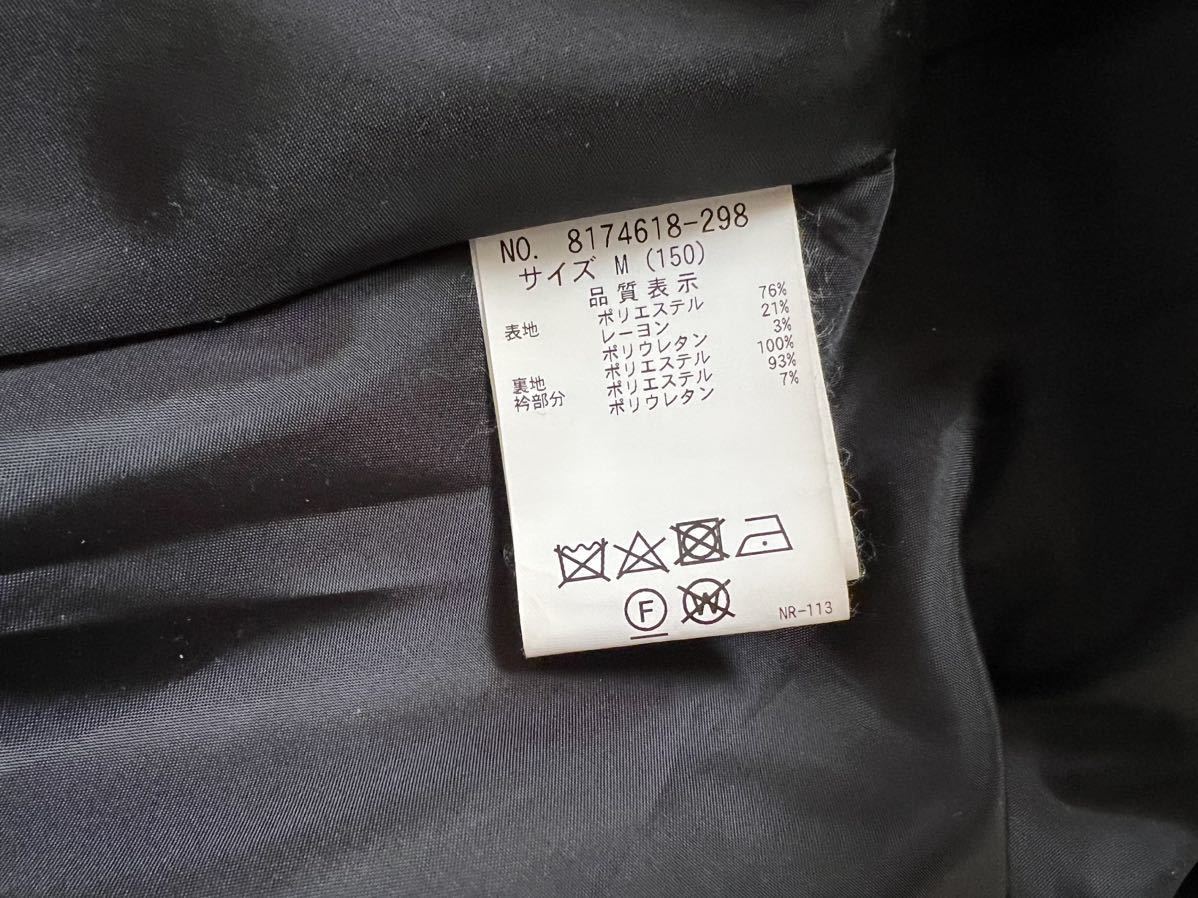 NO. 8174618-298
サイズ M (150)
品質表示
表地 ポリエステル 76%
レーヨン 21%
ポリウレタン 3%
裏地 ポリエステル 100%
衿部分 ポリエステル 93%
ポリウレタン 7%
F W
NR-113